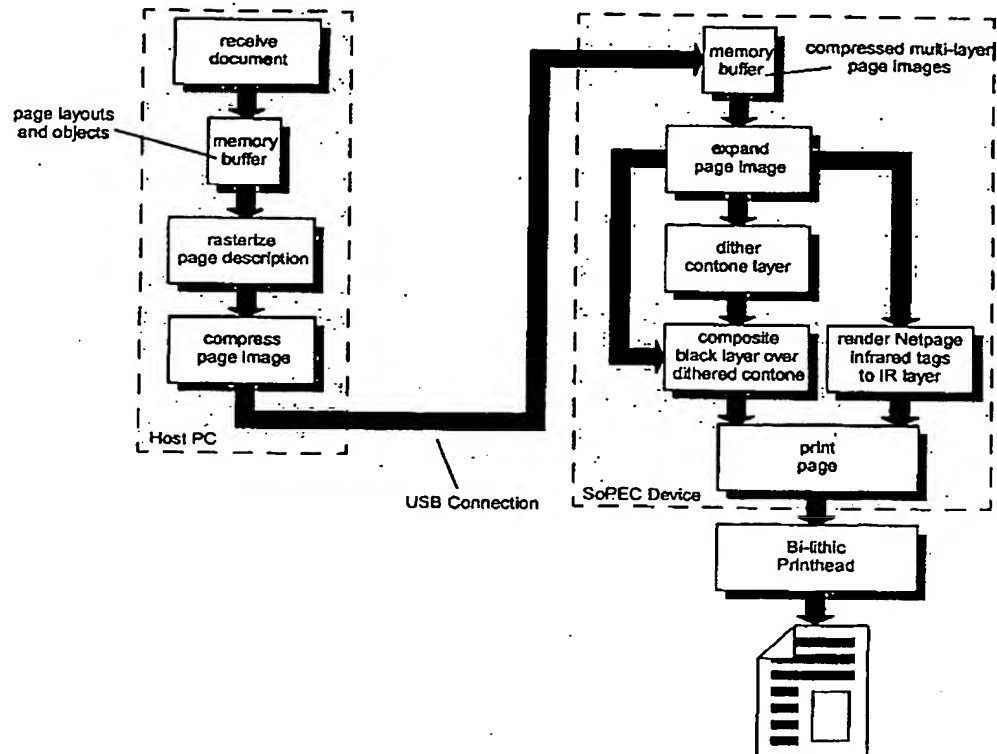 receive
document
page layouts
and objects
memory
buffer
rasterize
page description
compress
page image
Host PC
USB Connection
memory
buffer
compressed multi-layer
page images
expand
page image
dither
contone layer
composite
black layer over
dithered contone
render Netpage
infrared tags
to IR layer
print
page
SoPEC Device
Bi-lithic
Printhead